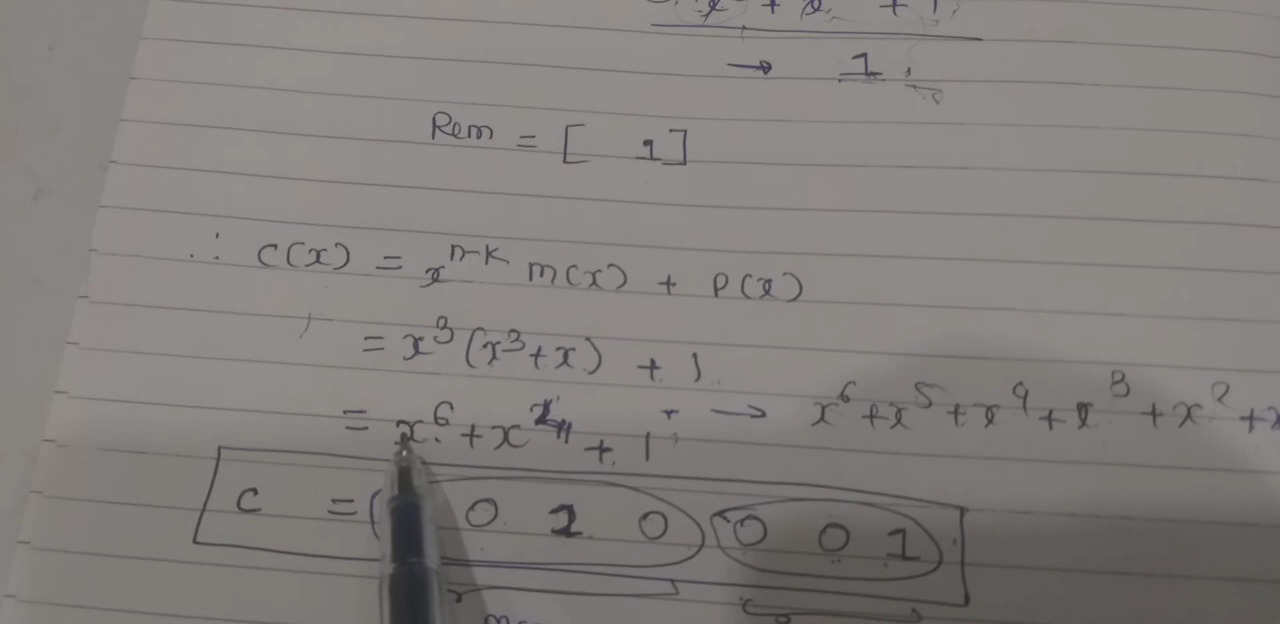 → 1
Rem = [ 1]
∴ c(x) = x^n-k m(x) + P(x)
= x^3 (x^3 + x) + 1
= x^6 + x^4 + 1 → x^6 + x^5 + x^4 + x^3 + x^2 +
c = ( 0 1 0 0 0 1